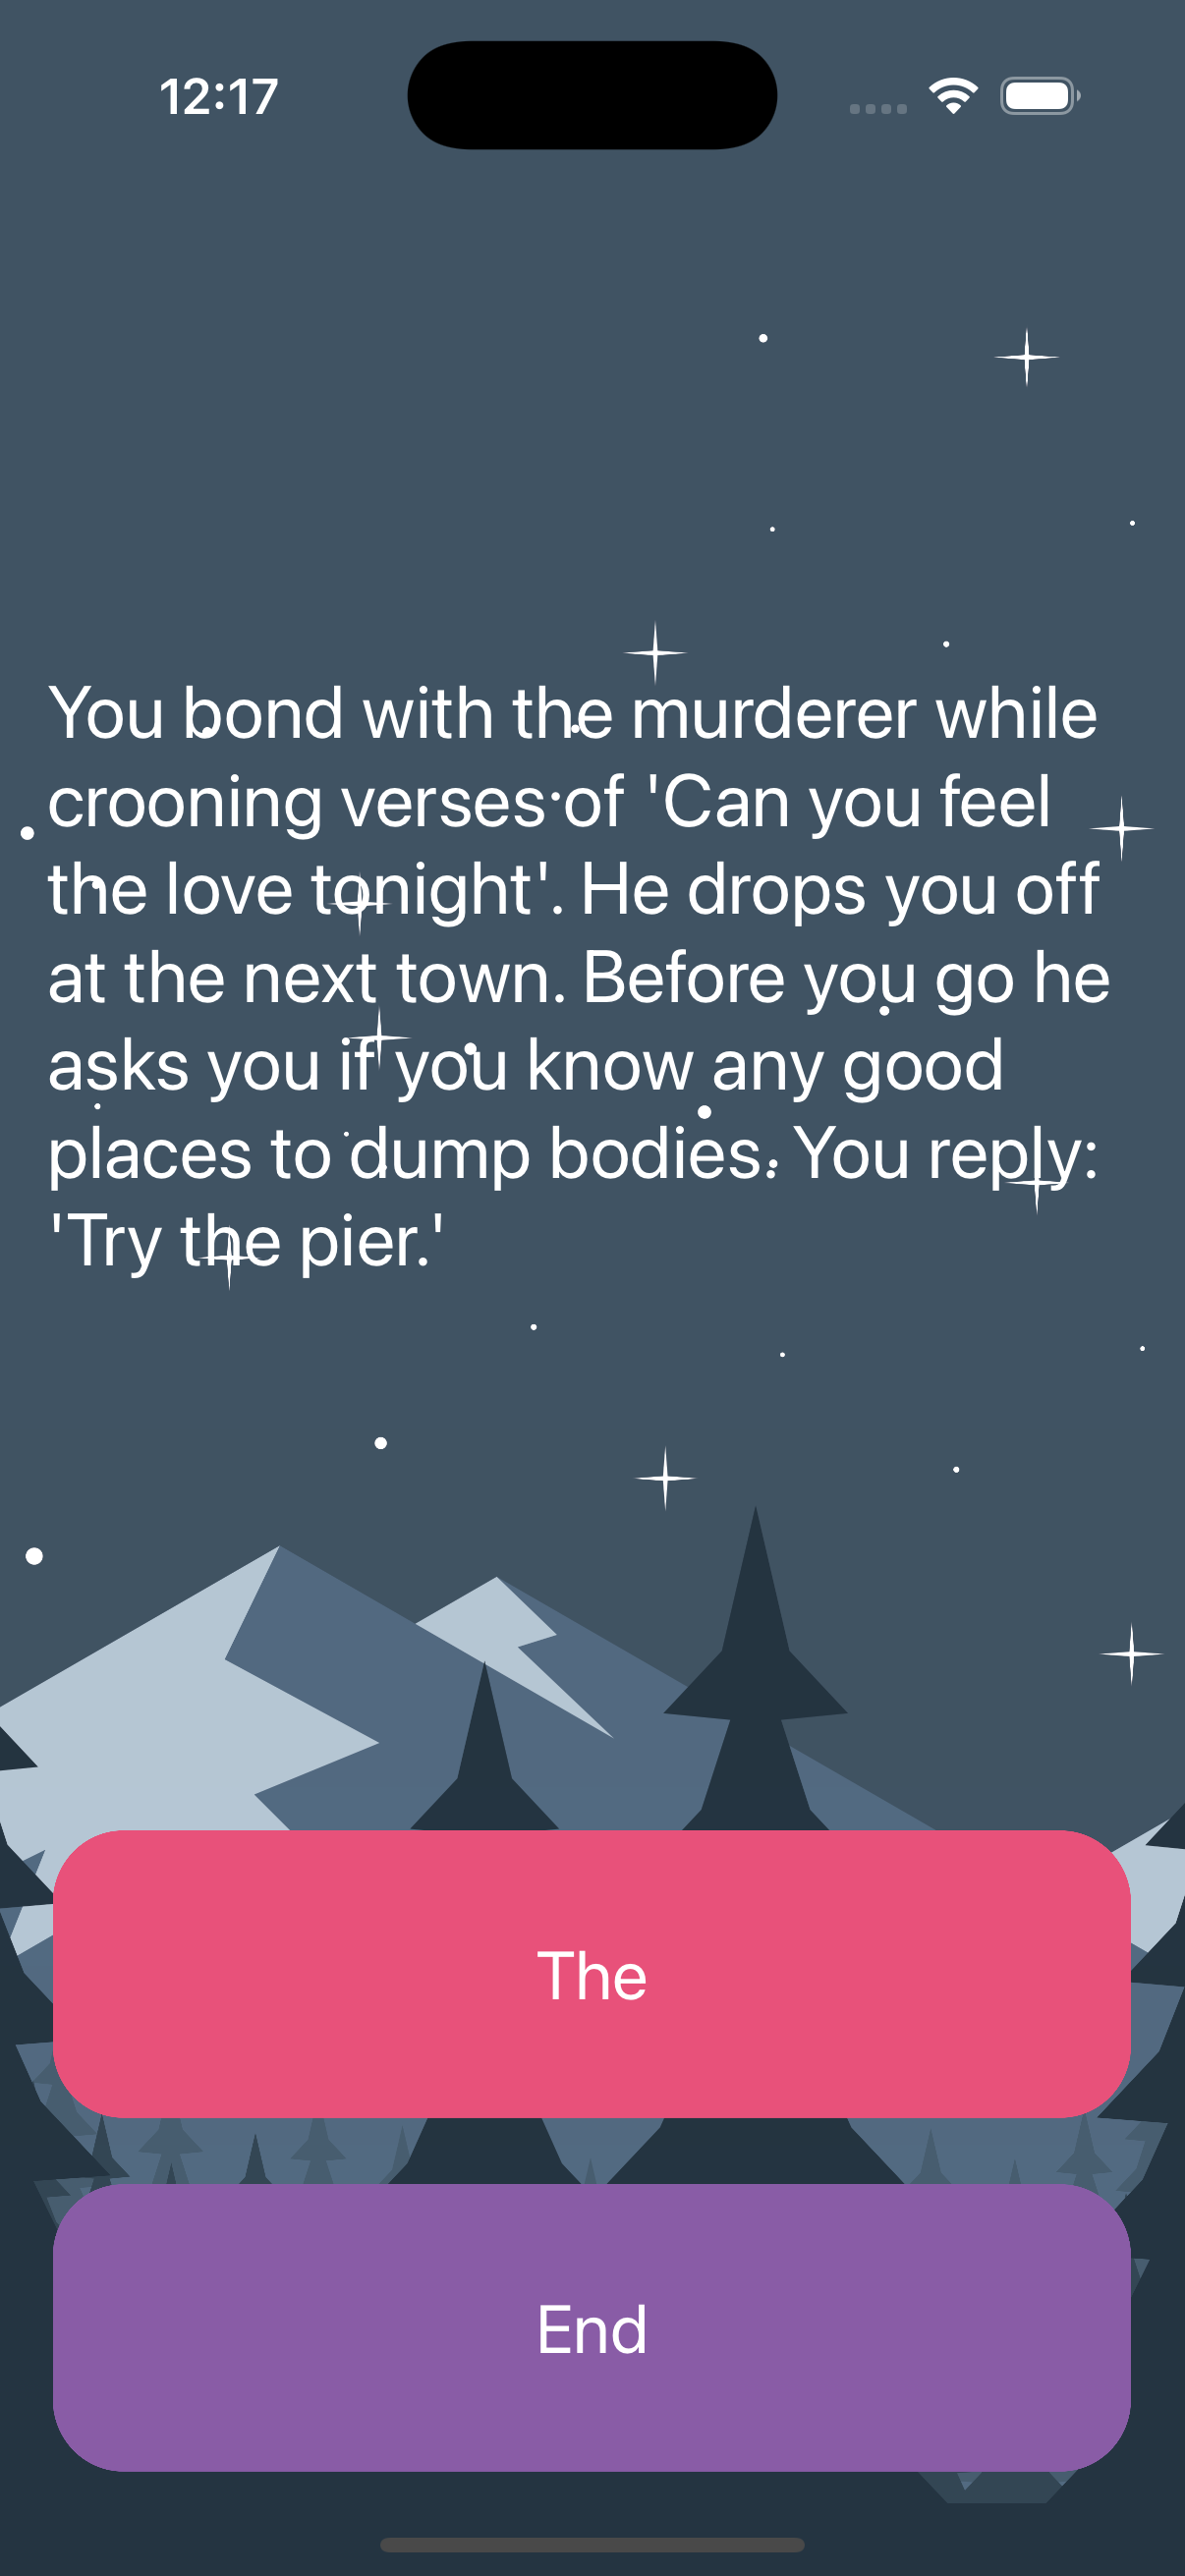 12:17
You bond with the murderer while
crooning verses of 'Can you feel
the love tonight'. He drops you off
at the next town. Before you go he
asks you if you know any good
places to dump bodies. You reply:
'Try the pier.'
The
End